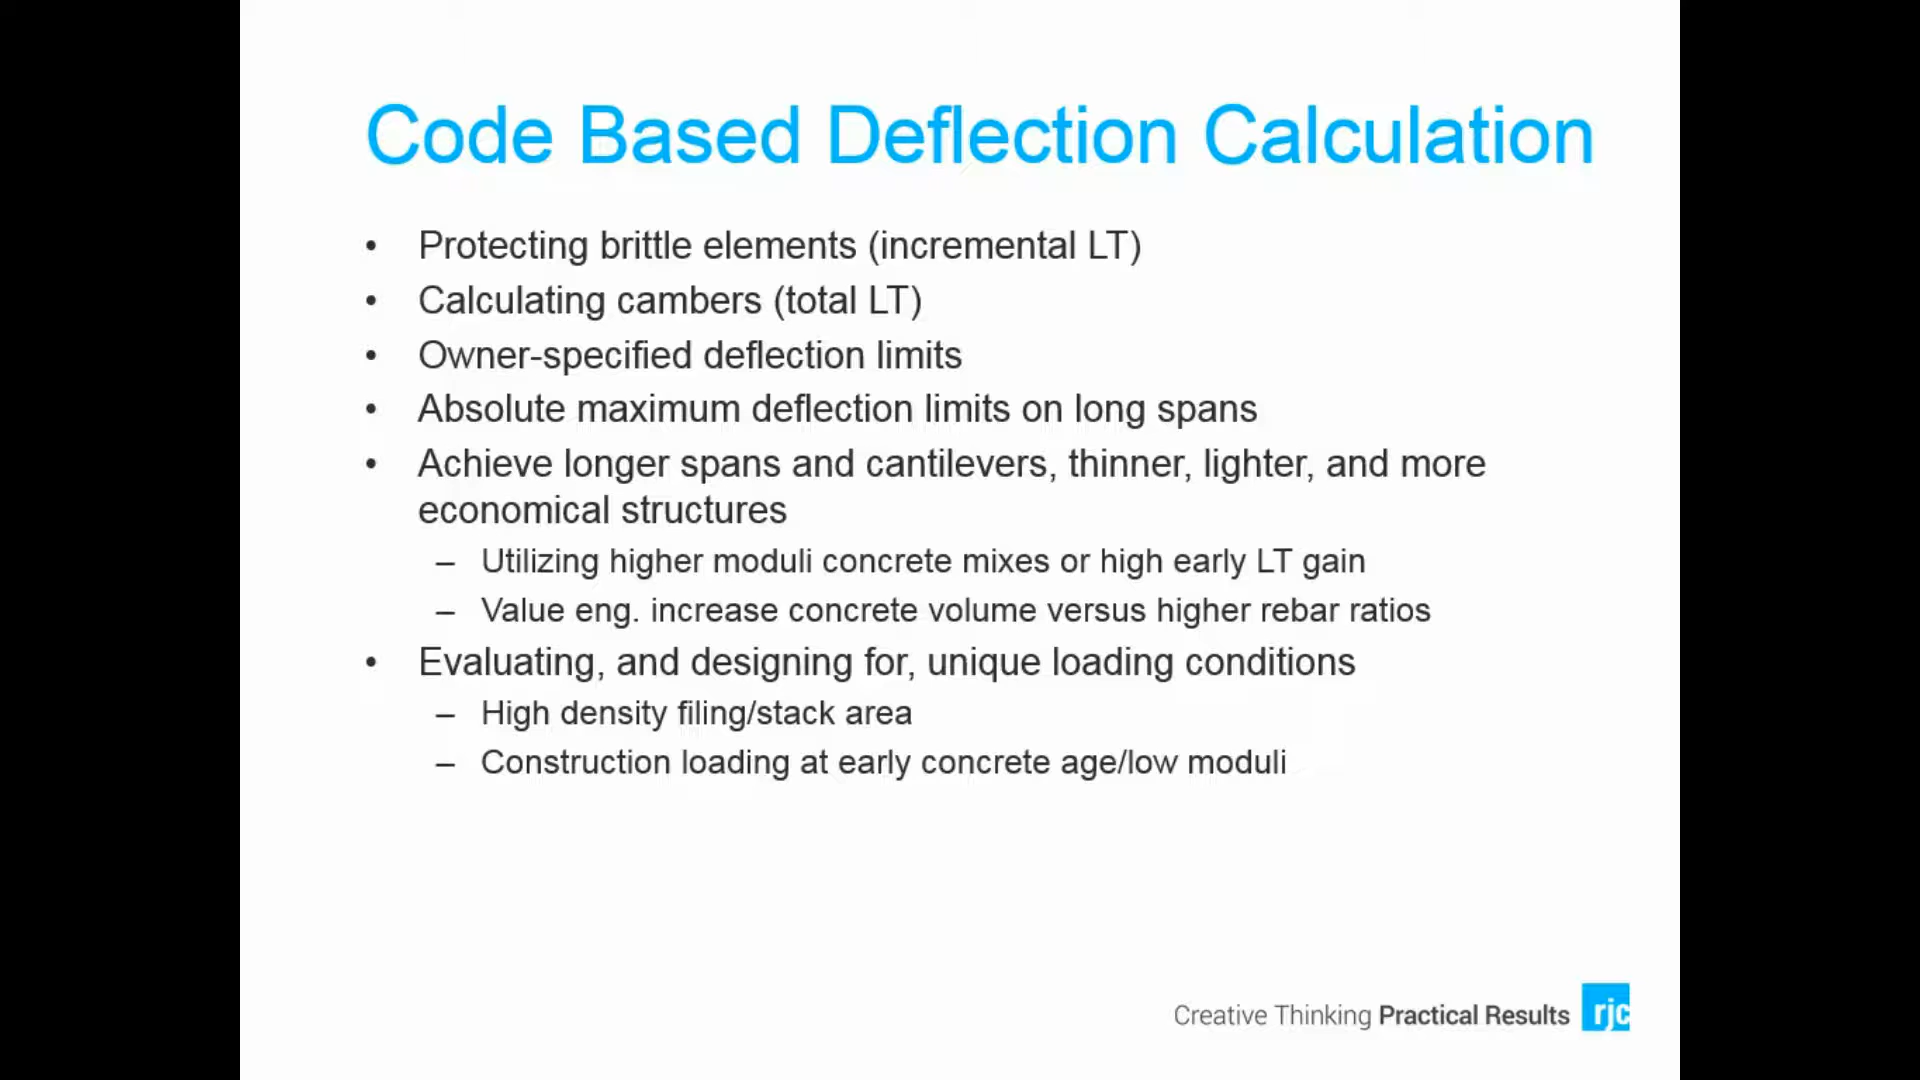 Code Based Deflection Calculation
• Protecting brittle elements (incremental LT)
• Calculating cambers (total LT)
• Owner-specified deflection limits
• Absolute maximum deflection limits on long spans
• Achieve longer spans and cantilevers, thinner, lighter, and more
economical structures
– Utilizing higher moduli concrete mixes or high early LT gain
– Value eng. increase concrete volume versus higher rebar ratios
• Evaluating, and designing for, unique loading conditions
– High density filing/stack area
– Construction loading at early concrete age/low moduli
Creative Thinking Practical Results rjc